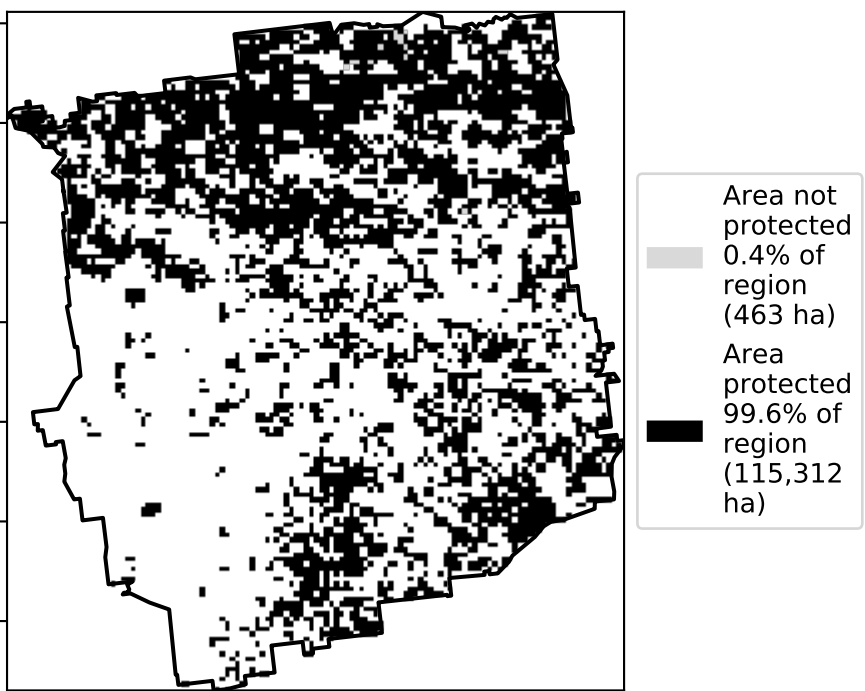 Area not
protected
0.4% of
region
(463 ha)
Area
protected
99.6% of
region
(115,312
ha)